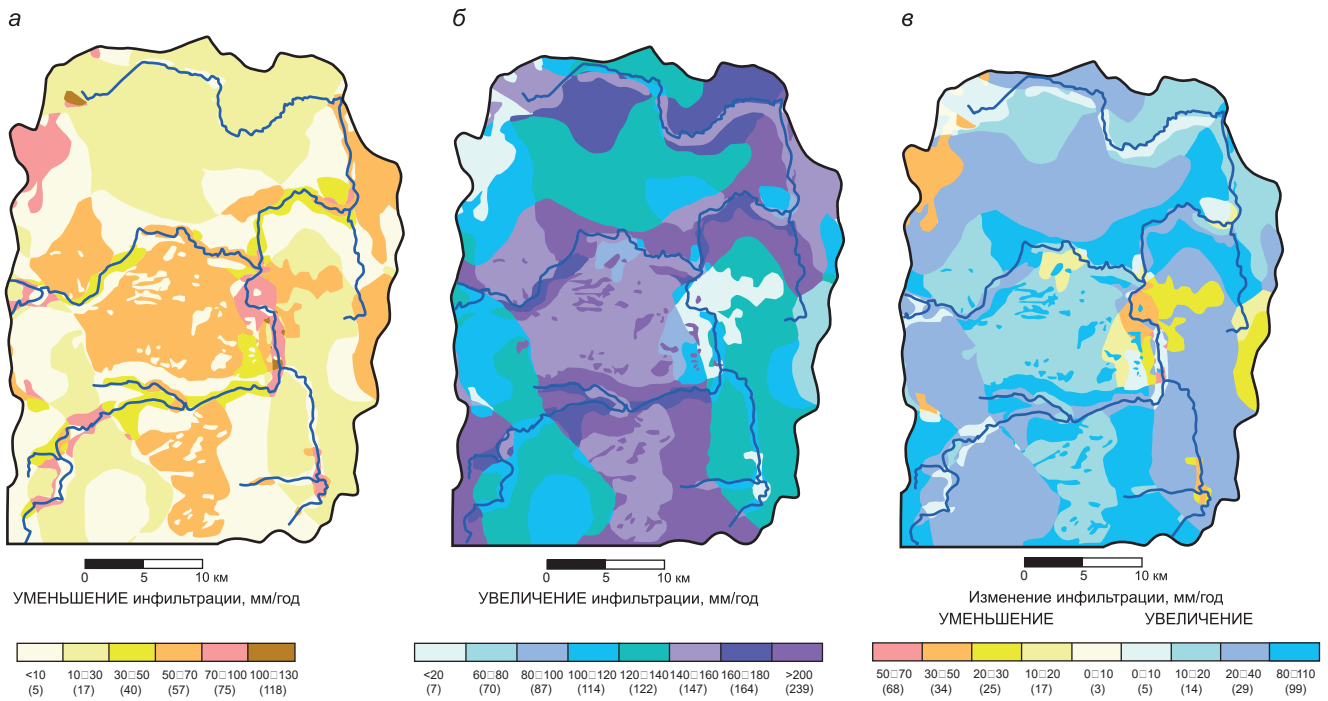 а
б
в
0 5 10 км
0 5 10 км
0 5 10 км
УМЕНЬШЕНИЕ инфильтрации, мм/год
УВЕЛИЧЕНИЕ инфильтрации, мм/год
Изменение инфильтрации, мм/год
УМЕНЬШЕНИЕ УВЕЛИЧЕНИЕ
<10 10□30 30□50 50□70 70□100 100□130
(5) (17) (40) (57) (75) (118)
<20 60□80 80□100 100□120 120□140 140□160 160□180 >200
(7) (70) (87) (114) (122) (147) (164) (239)
50□70 30□50 20□30 10□20 0□10 0□10 10□20 20□40 80□110
(68) (34) (25) (17) (3) (5) (14) (29) (99)